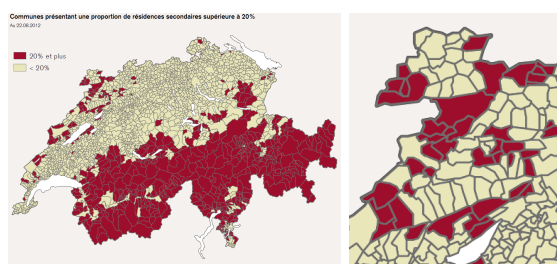 Communes présentant une proportion de résidences secondaires supérieure à 20%
Au 22.08.2012
20% et plus
< 20%